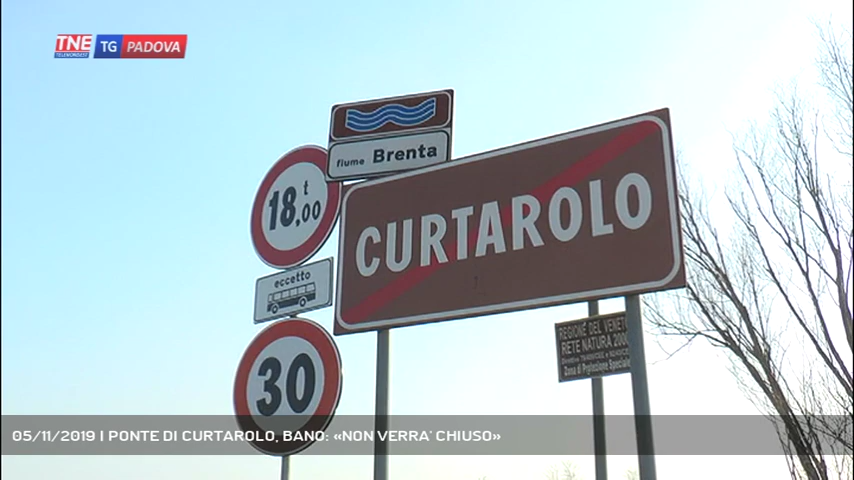 TNE
TELENORDEST
TG PADOVA
fiume Brenta
18,00 t
CURTAROLO
eccetto
30
REGIONE DEL VENETO
RETE NATURA 2000
Zona di Protezione Speciale
05/11/2019 | PONTE DI CURTAROLO, BANO: «NON VERRA' CHIUSO»